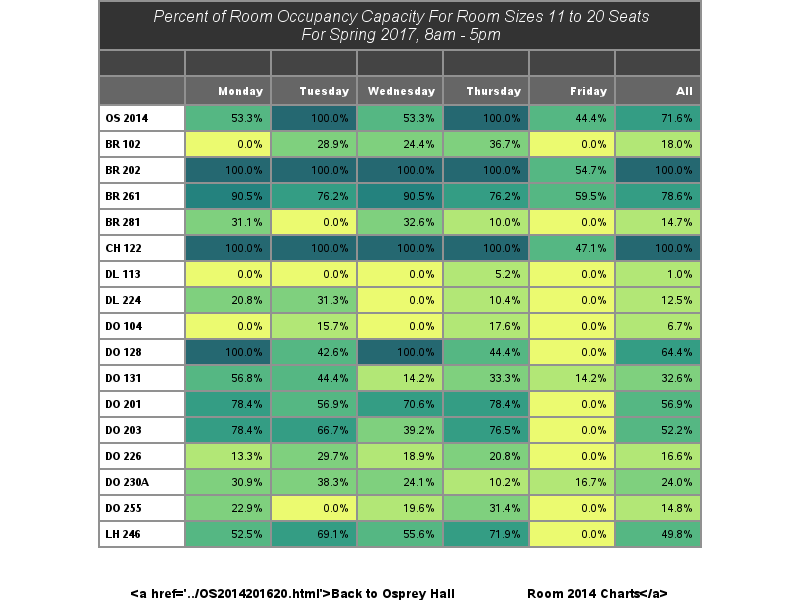 Percent of Room Occupancy Capacity For Room Sizes 11 to 20 Seats
For Spring 2017, 8am - 5pm
Monday Tuesday Wednesday Thursday Friday All
OS 2014 53.3% 100.0% 53.3% 100.0% 44.4% 71.6%
BR 102 0.0% 28.9% 24.4% 36.7% 0.0% 18.0%
BR 202 100.0% 100.0% 100.0% 100.0% 54.7% 100.0%
BR 261 90.5% 76.2% 90.5% 76.2% 59.5% 78.6%
BR 281 31.1% 0.0% 32.6% 10.0% 0.0% 14.7%
CH 122 100.0% 100.0% 100.0% 100.0% 47.1% 100.0%
DL 113 0.0% 0.0% 0.0% 5.2% 0.0% 1.0%
DL 224 20.8% 31.3% 0.0% 10.4% 0.0% 12.5%
DO 104 0.0% 15.7% 0.0% 17.6% 0.0% 6.7%
DO 128 100.0% 42.6% 100.0% 44.4% 0.0% 64.4%
DO 131 56.8% 44.4% 14.2% 33.3% 14.2% 32.6%
DO 201 78.4% 56.9% 70.6% 78.4% 0.0% 56.9%
DO 203 78.4% 66.7% 39.2% 76.5% 0.0% 52.2%
DO 226 13.3% 29.7% 18.9% 20.8% 0.0% 16.6%
DO 230A 30.9% 38.3% 24.1% 10.2% 16.7% 24.0%
DO 255 22.9% 0.0% 19.6% 31.4% 0.0% 14.8%
LH 246 52.5% 69.1% 55.6% 71.9% 0.0% 49.8%
<a href='../OS2014201620.html'>Back to Osprey Hall Room 2014 Charts</a>